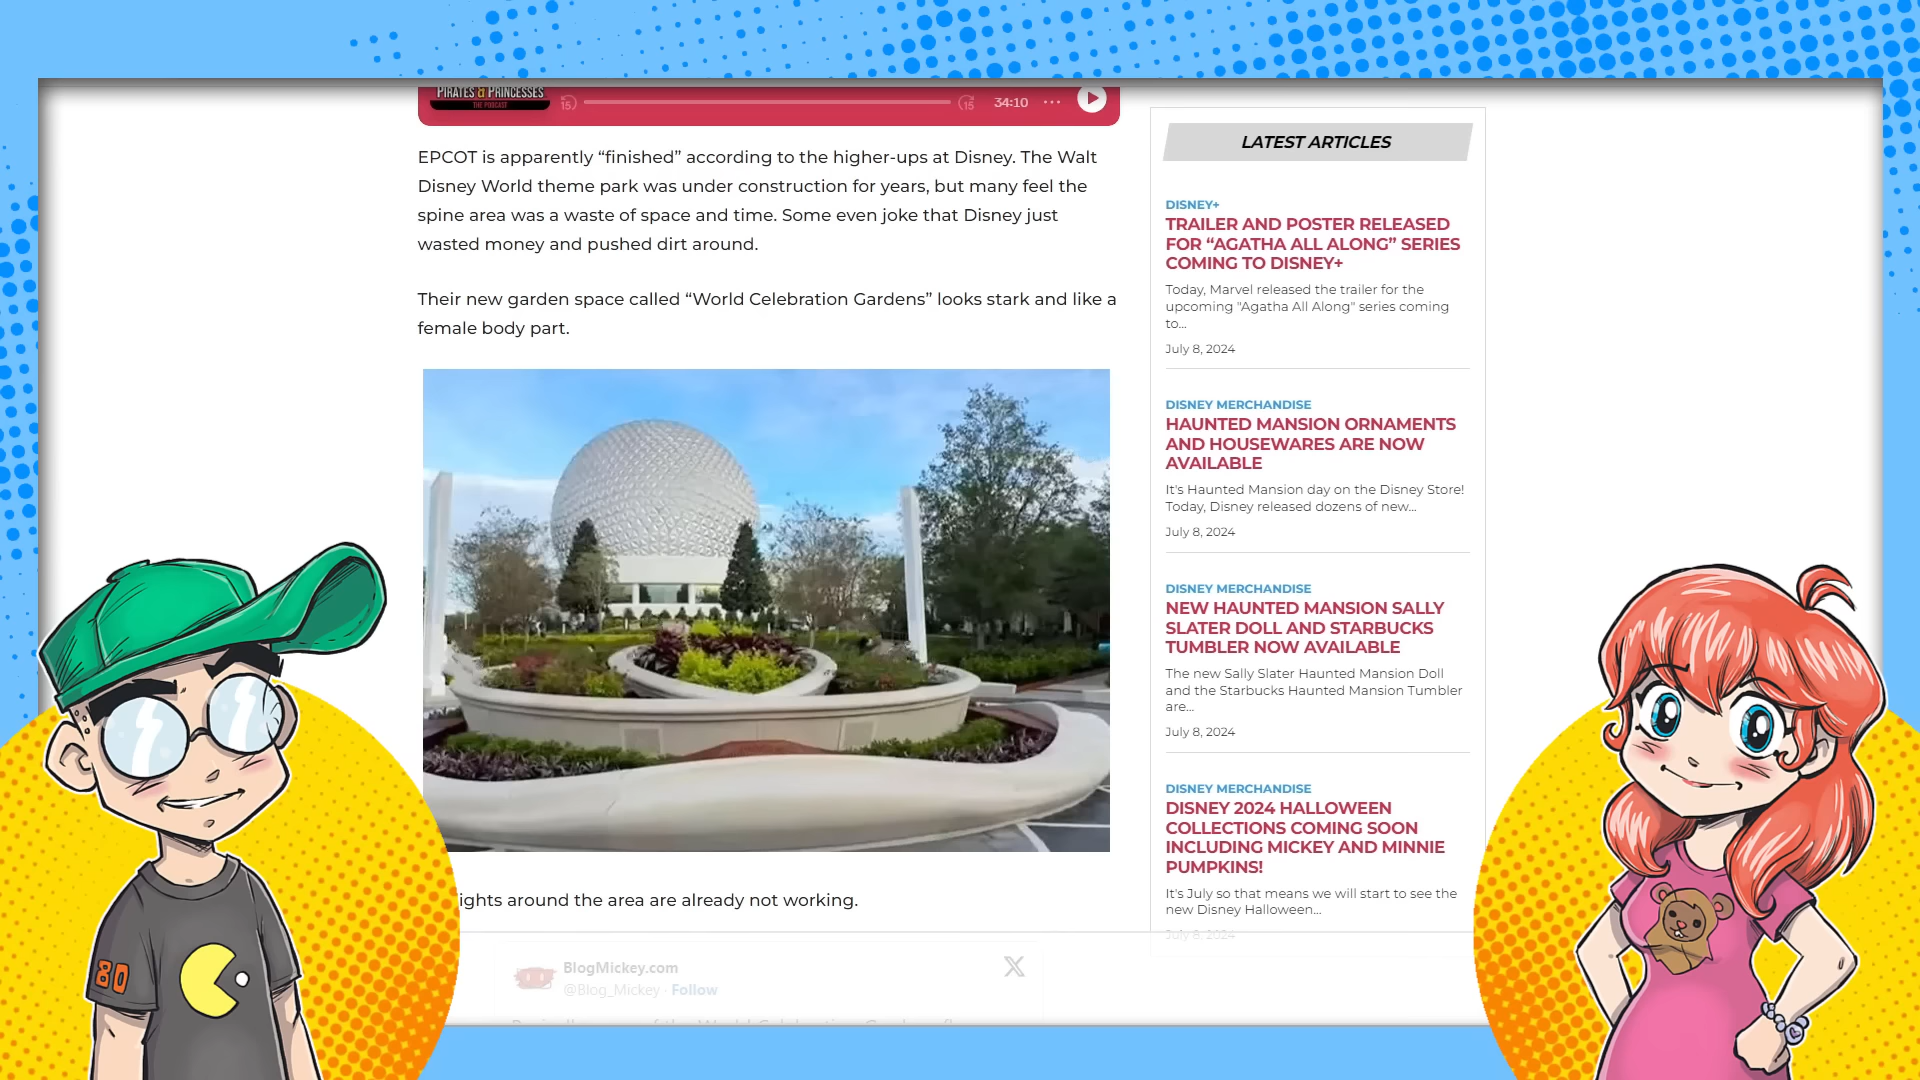 PIRATES & PRINCESSES
THE PODCAST
15
15
34:10
EPCOT is apparently “finished” according to the higher-ups at Disney. The Walt
Disney World theme park was under construction for years, but many feel the
spine area was a waste of space and time. Some even joke that Disney just
wasted money and pushed dirt around.
Their new garden space called “World Celebration Gardens” looks stark and like a
female body part.
ights around the area are already not working.
BlogMickey.com
@Blog_Mickey · Follow
LATEST ARTICLES
DISNEY+
TRAILER AND POSTER RELEASED
FOR “AGATHA ALL ALONG” SERIES
COMING TO DISNEY+
Today, Marvel released the trailer for the
upcoming "Agatha All Along" series coming
to...
July 8, 2024
DISNEY MERCHANDISE
HAUNTED MANSION ORNAMENTS
AND HOUSEWARES ARE NOW
AVAILABLE
It's Haunted Mansion day on the Disney Store!
Today, Disney released dozens of new...
July 8, 2024
DISNEY MERCHANDISE
NEW HAUNTED MANSION SALLY
SLATER DOLL AND STARBUCKS
TUMBLER NOW AVAILABLE
The new Sally Slater Haunted Mansion Doll
and the Starbucks Haunted Mansion Tumbler
are...
July 8, 2024
DISNEY MERCHANDISE
DISNEY 2024 HALLOWEEN
COLLECTIONS COMING SOON
INCLUDING MICKEY AND MINNIE
PUMPKINS!
It's July so that means we will start to see the
new Disney Halloween...
July 8, 2024
80